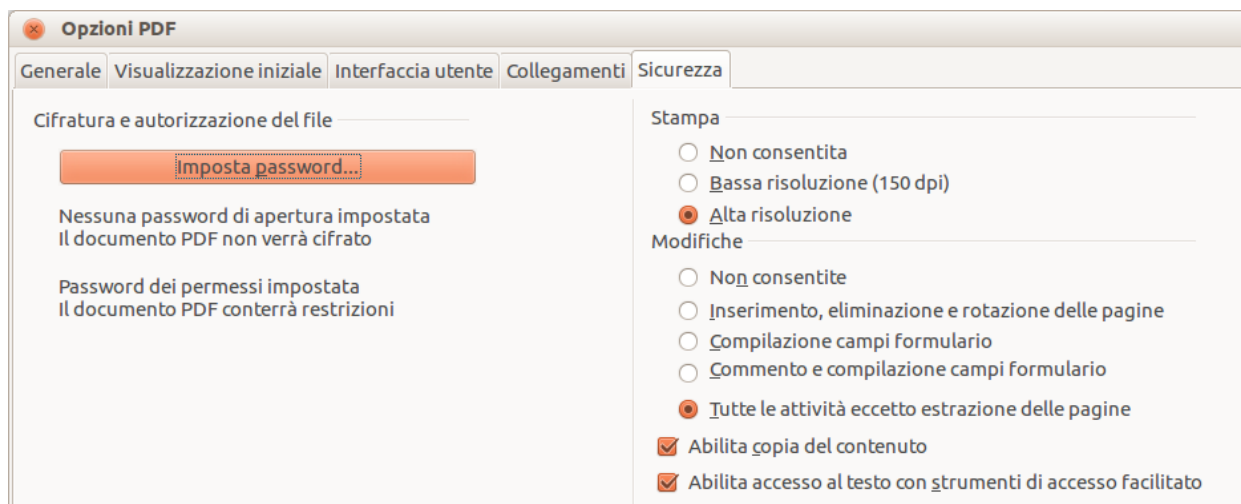 Opzioni PDF
Generale Visualizzazione iniziale Interfaccia utente Collegamenti Sicurezza
Cifratura e autorizzazione del file
Imposta password...
Nessuna password di apertura impostata
Il documento PDF non verrà cifrato
Password dei permessi impostata
Il documento PDF conterrà restrizioni
Stampa
Non consentita
Bassa risoluzione (150 dpi)
Alta risoluzione
Modifiche
Non consentite
Inserimento, eliminazione e rotazione delle pagine
Compilazione campi formulario
Commento e compilazione campi formulario
Tutte le attività eccetto estrazione delle pagine
Abilita copia del contenuto
Abilita accesso al testo con strumenti di accesso facilitato